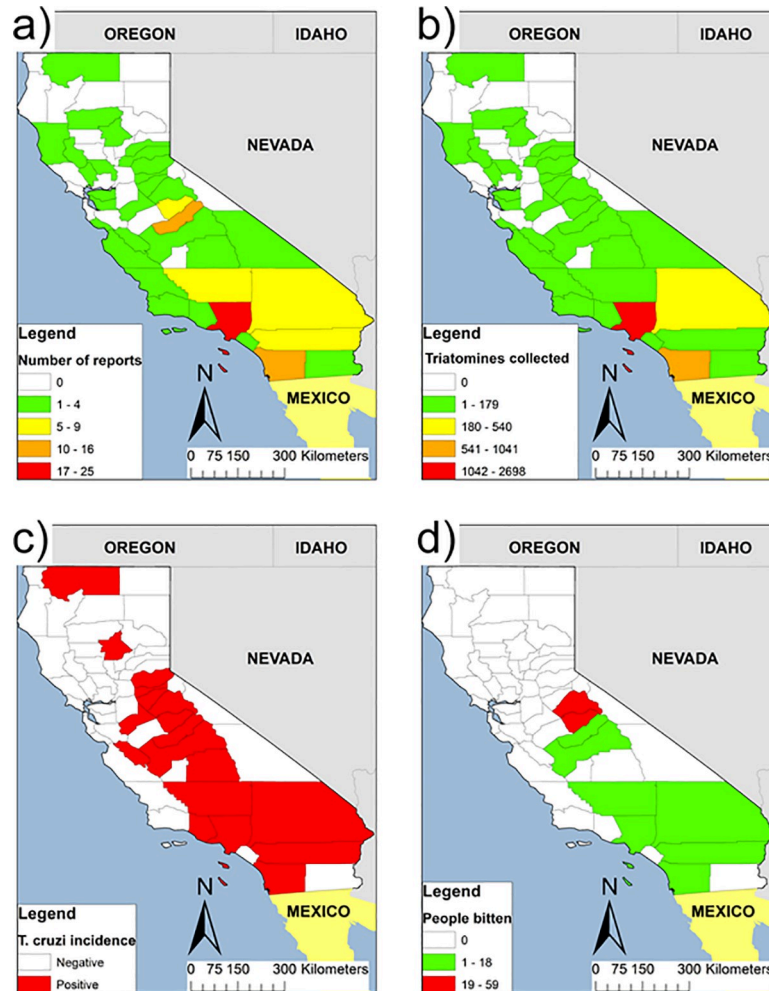 a)
OREGON
IDAHO
NEVADA
Legend
Number of reports
0
1 - 4
5 - 9
10 - 16
17 - 25
N
MEXICO
0 75 150 300 Kilometers
b)
OREGON
IDAHO
NEVADA
Legend
Triatomines collected
0
1 - 179
180 - 540
541 - 1041
1042 - 2698
N
MEXICO
0 75 150 300 Kilometers
c)
OREGON
IDAHO
NEVADA
Legend
T. cruzi incidence
Negative
Positive
N
MEXICO
0 75 150 300 Kilometers
d)
OREGON
IDAHO
NEVADA
Legend
People bitten
0
1 - 18
19 - 59
N
MEXICO
0 75 150 300 Kilometers